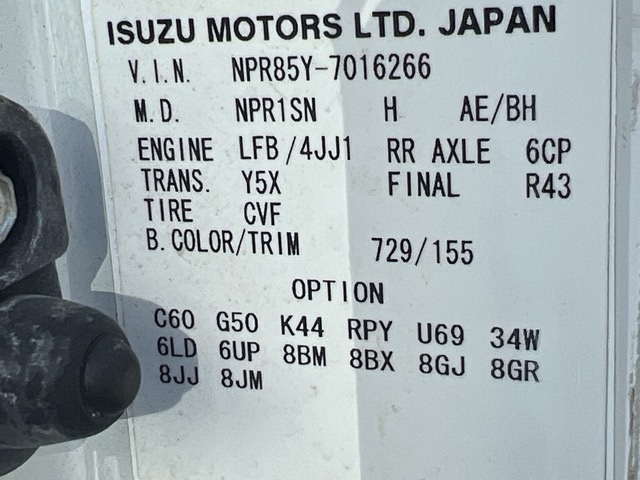 ISUZU MOTORS LTD. JAPAN
V.I.N. NPR85Y-7016266
M.D. NPR1SN H AE/BH
ENGINE LFB/4JJ1 RR AXLE 6CP
TRANS. Y5X FINAL R43
TIRE CVF
B.COLOR/TRIM 729/155
OPTION
C60 G50 K44 RPY U69 34W
6LD 6UP 8BM 8BX 8GJ 8GR
8JJ 8JM